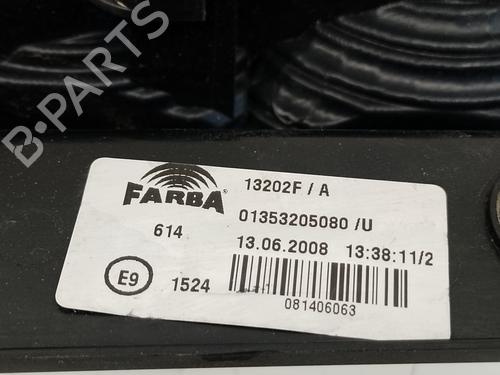 B-PARTS
FARBA®
13202F / A
01353205080 /U
614
13.06.2008 13:38:11/2
E9
1524
081406063